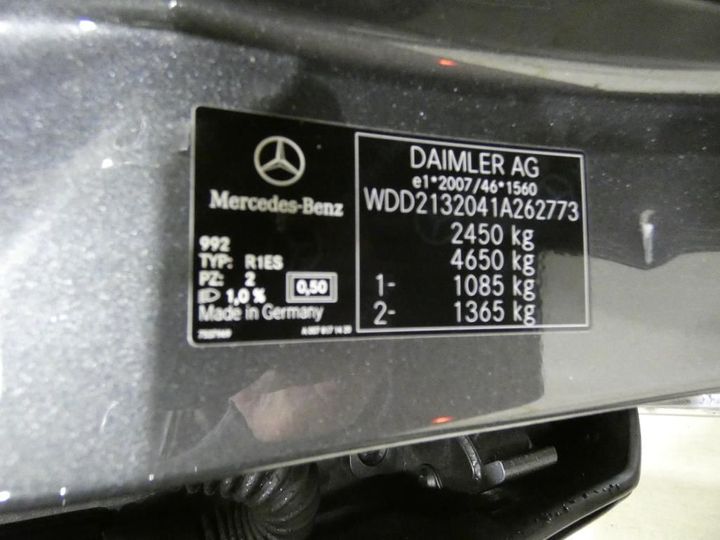 Mercedes-Benz
992
TYP: R1ES
PZ: 2
1,0 % 0,50
Made in Germany
DAIMLER AG
e1*2007/46*1560
WDD2132041A262773
2450 kg
4650 kg
1- 1085 kg
2- 1365 kg